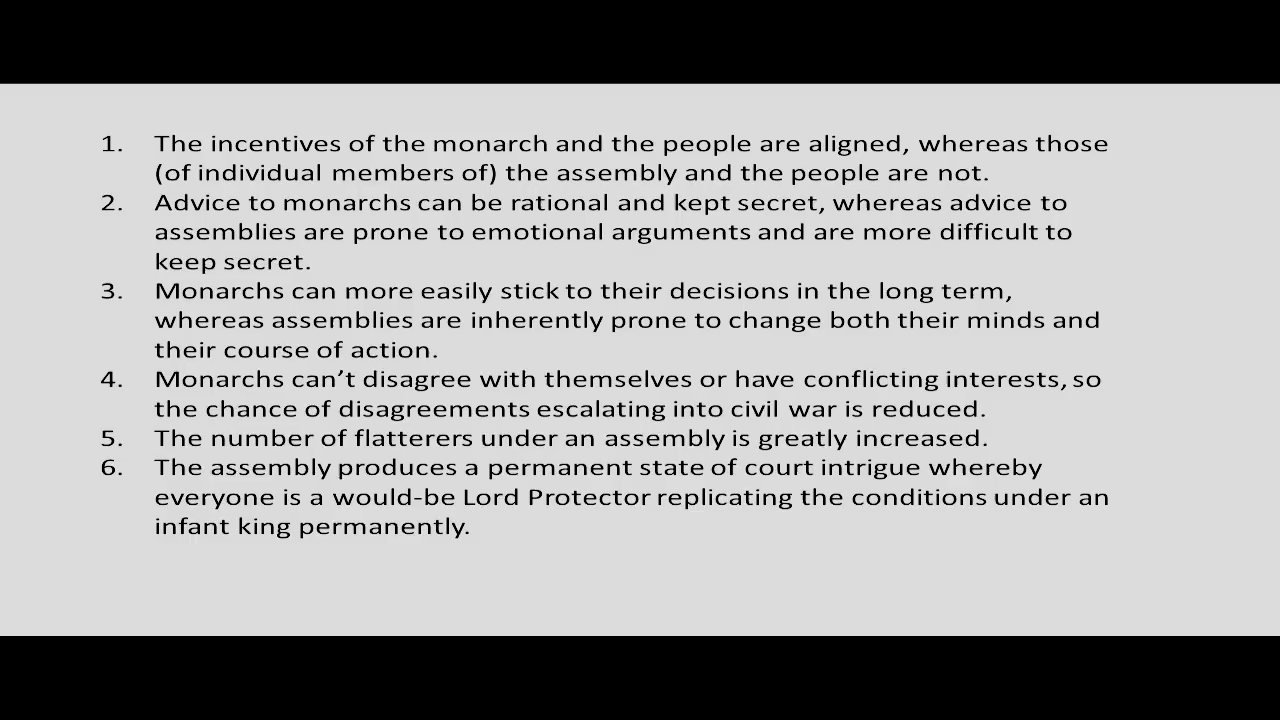 1. The incentives of the monarch and the people are aligned, whereas those
(of individual members of) the assembly and the people are not.
2. Advice to monarchs can be rational and kept secret, whereas advice to
assemblies are prone to emotional arguments and are more difficult to
keep secret.
3. Monarchs can more easily stick to their decisions in the long term,
whereas assemblies are inherently prone to change both their minds and
their course of action.
4. Monarchs can’t disagree with themselves or have conflicting interests, so
the chance of disagreements escalating into civil war is reduced.
5. The number of flatterers under an assembly is greatly increased.
6. The assembly produces a permanent state of court intrigue whereby
everyone is a would-be Lord Protector replicating the conditions under an
infant king permanently.